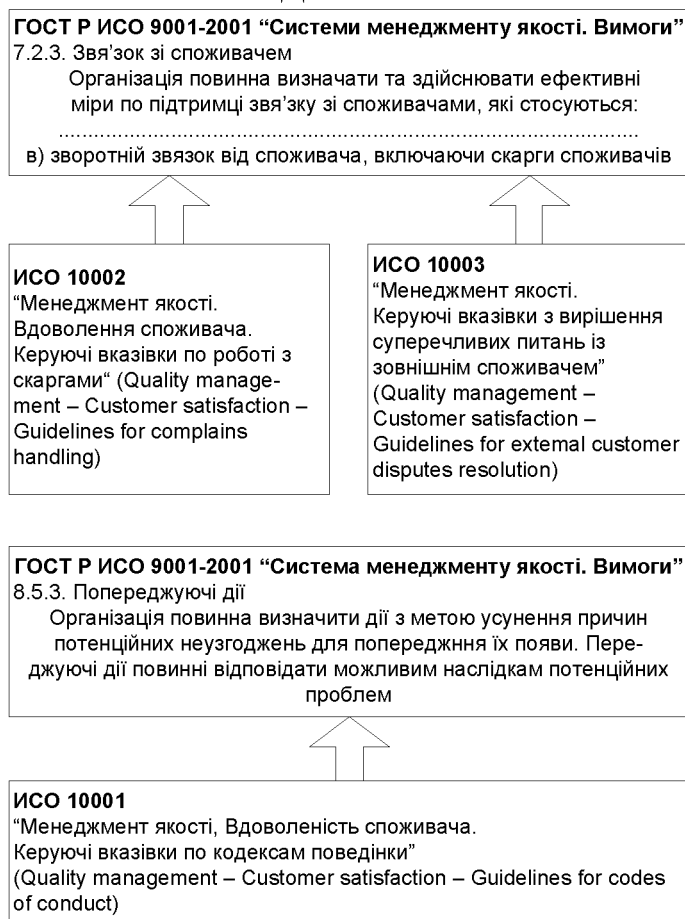 ГОСТ Р ИСО 9001-2001 “Системи менеджменту якості. Вимоги”
7.2.3. Звя’зок зі споживачем
Організація повинна визначати та здійснювати ефективні
міри по підтримці звя’зку зі споживачами, які стосуються:
....................................................................................................
в) зворотній звязок від споживача, включаючи скарги споживачів
ИСО 10002
“Менеджмент якості.
Вдоволення споживача.
Керуючі вказівки по роботі з
скаргами“ (Quality manage-
ment – Customer satisfaction –
Guidelines for complains
handling)
ИСО 10003
“Менеджмент якості.
Керуючі вказівки з вирішення
суперечливих питань із
зовнішнім споживачем”
(Quality management –
Customer satisfaction –
Guidelines for extemal customer
disputes resolution)
ГОСТ Р ИСО 9001-2001 “Система менеджменту якості. Вимоги”
8.5.3. Попереджуючі дії
Організація повинна визначити дії з метою усунення причин
потенційних неузгоджень для попереджння їх появи. Пере-
джуючі дії повинні відповідати можливим наслідкам потенційних
проблем
ИСО 10001
“Менеджмент якості, Вдоволеність споживача.
Керуючі вказівки по кодексам поведінки”
(Quality management – Customer satisfaction – Guidelines for codes
of conduct)